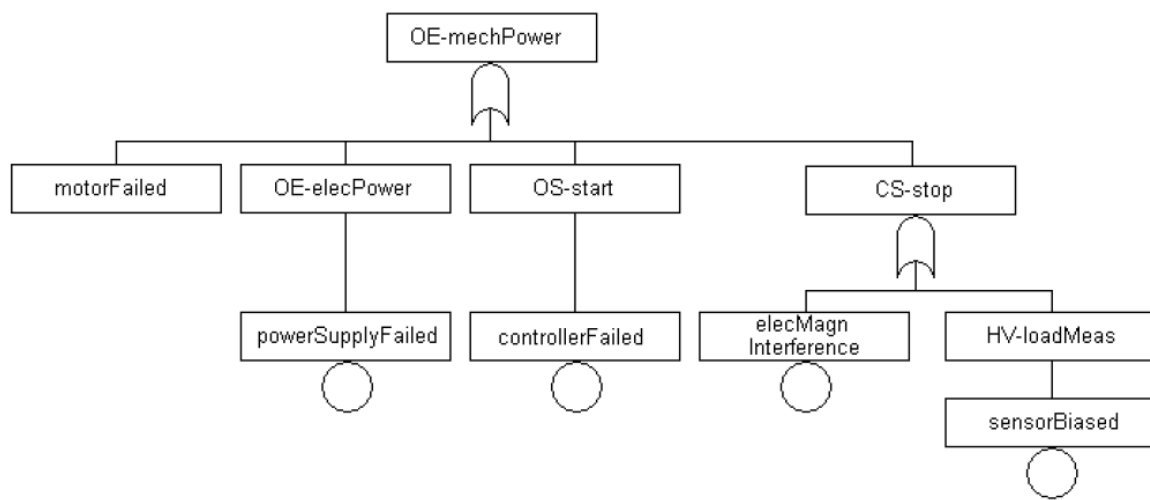 OE-mechPower
motorFailed
OE-elecPower
OS-start
CS-stop
powerSupplyFailed
controllerFailed
elecMagn
Interference
HV-loadMeas
sensorBiased